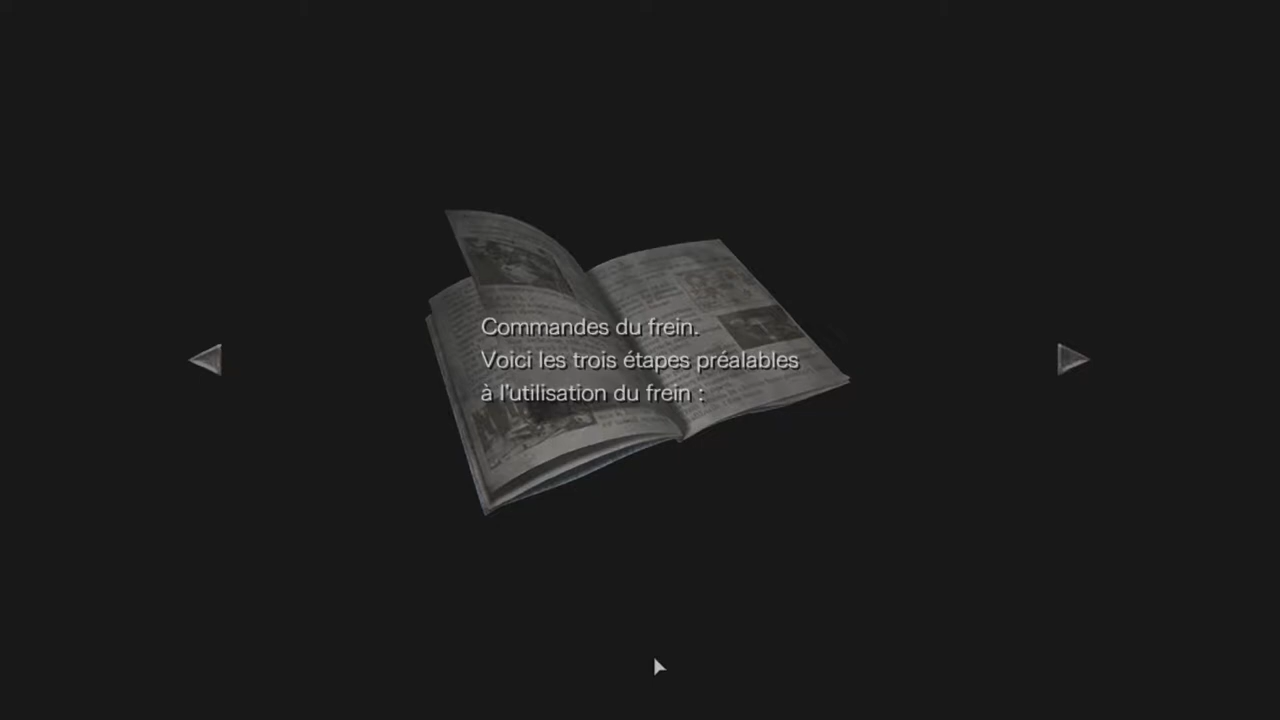 Commandes du frein.
Voici les trois étapes préalables
à l'utilisation du frein :